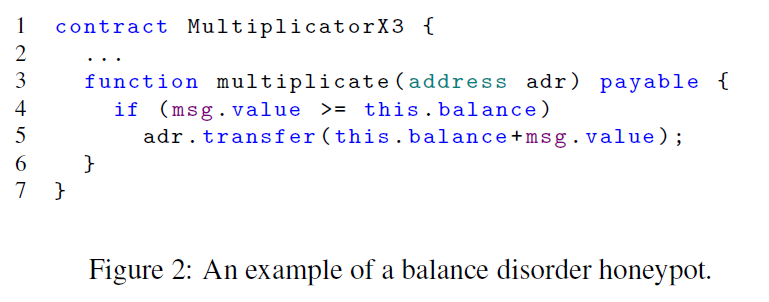 1 contract MultiplicatorX3 {
2 ...
3 function multiplicate(address adr) payable {
4 if (msg.value >= this.balance)
5 adr.transfer(this.balance+msg.value);
6 }
7 }
Figure 2: An example of a balance disorder honeypot.